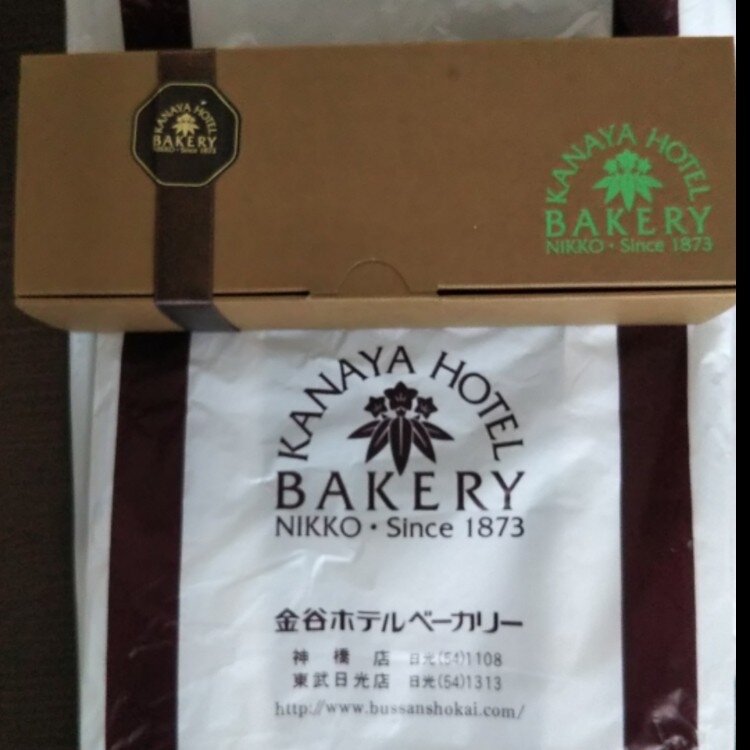 KANAYA HOTEL
BAKERY
NIKKO・Since 1873
KANAYA HOTEL
BAKERY
NIKKO・Since 1873
KANAYA HOTEL
BAKERY
NIKKO・Since 1873
金谷ホテルベーカリー
神橋店 日光(54)1108
東武日光店 日光(54)1313
http://www.bussanshokai.com/